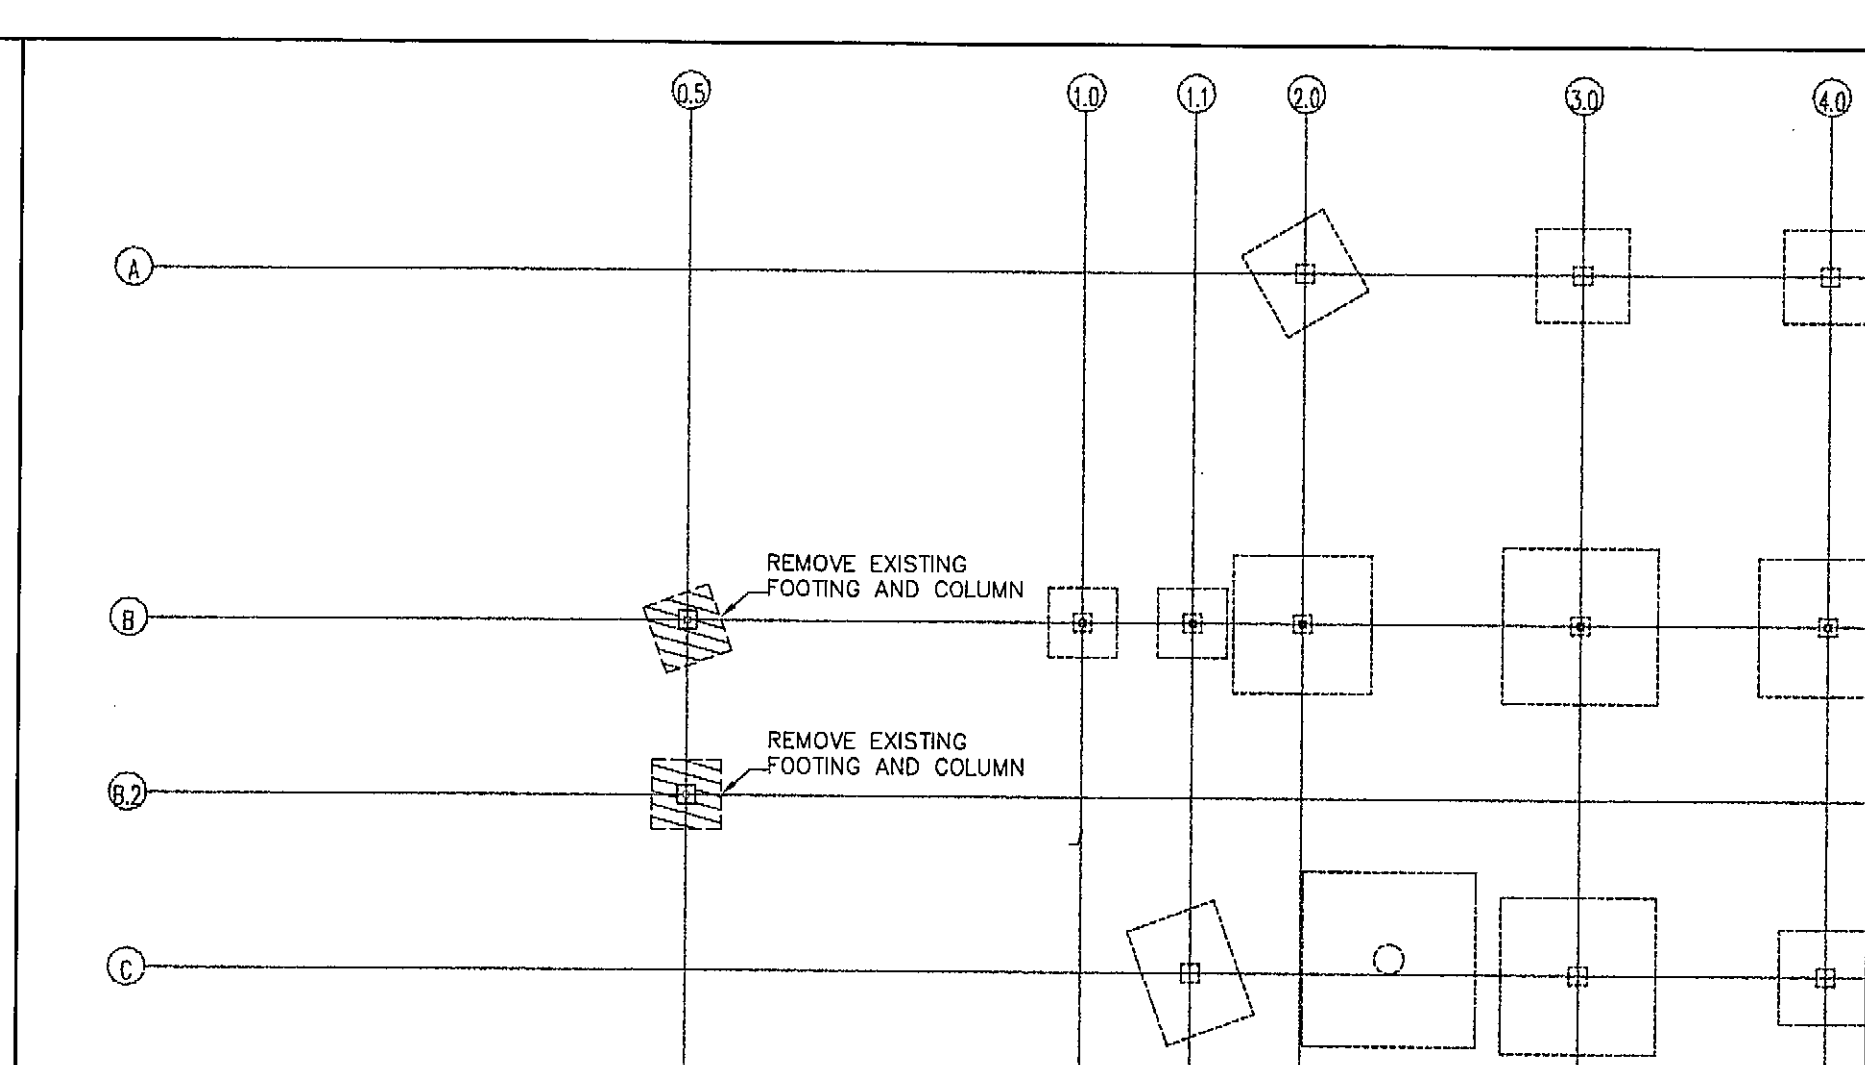 0.5
1.0
1.1
2.0
3.0
4.0
A
REMOVE EXISTING
FOOTING AND COLUMN
B
REMOVE EXISTING
FOOTING AND COLUMN
B.2
C